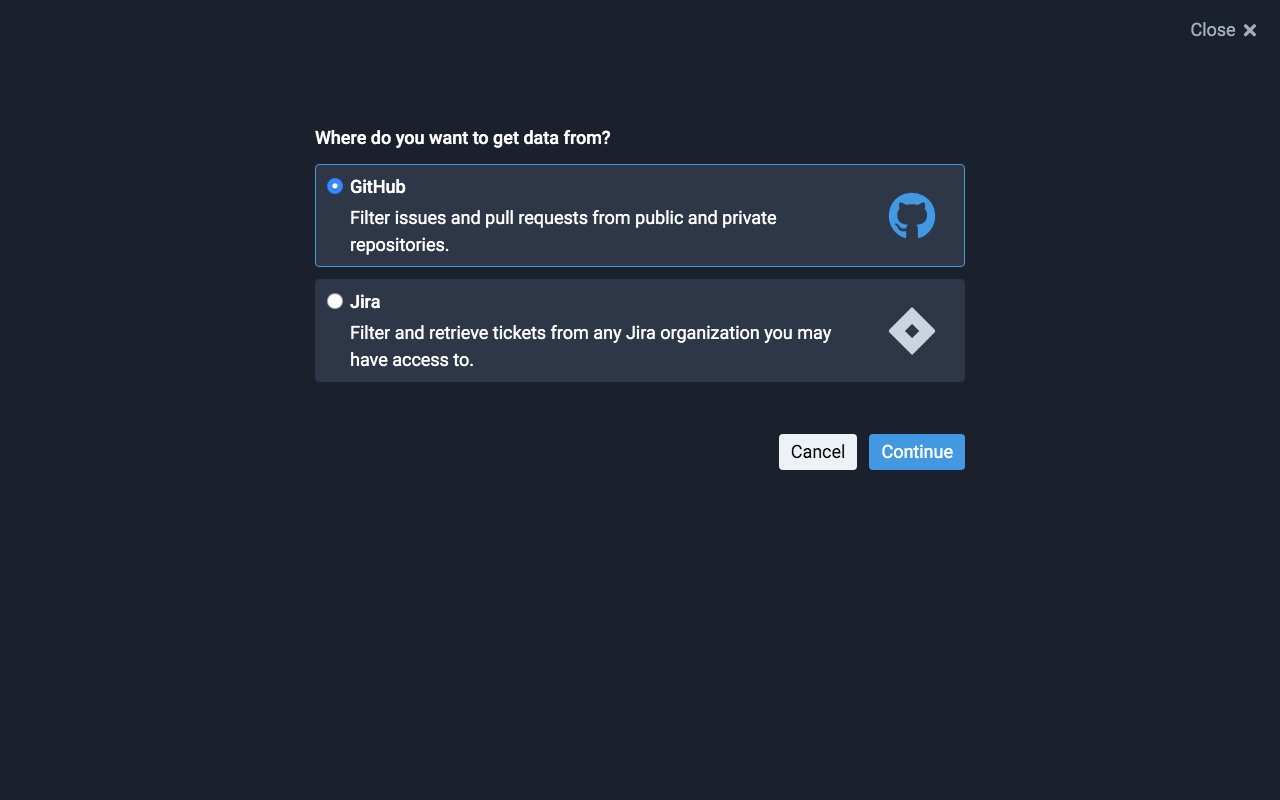 Close
Where do you want to get data from?
GitHub
Filter issues and pull requests from public and private
repositories.
Jira
Filter and retrieve tickets from any Jira organization you may
have access to.
Cancel
Continue